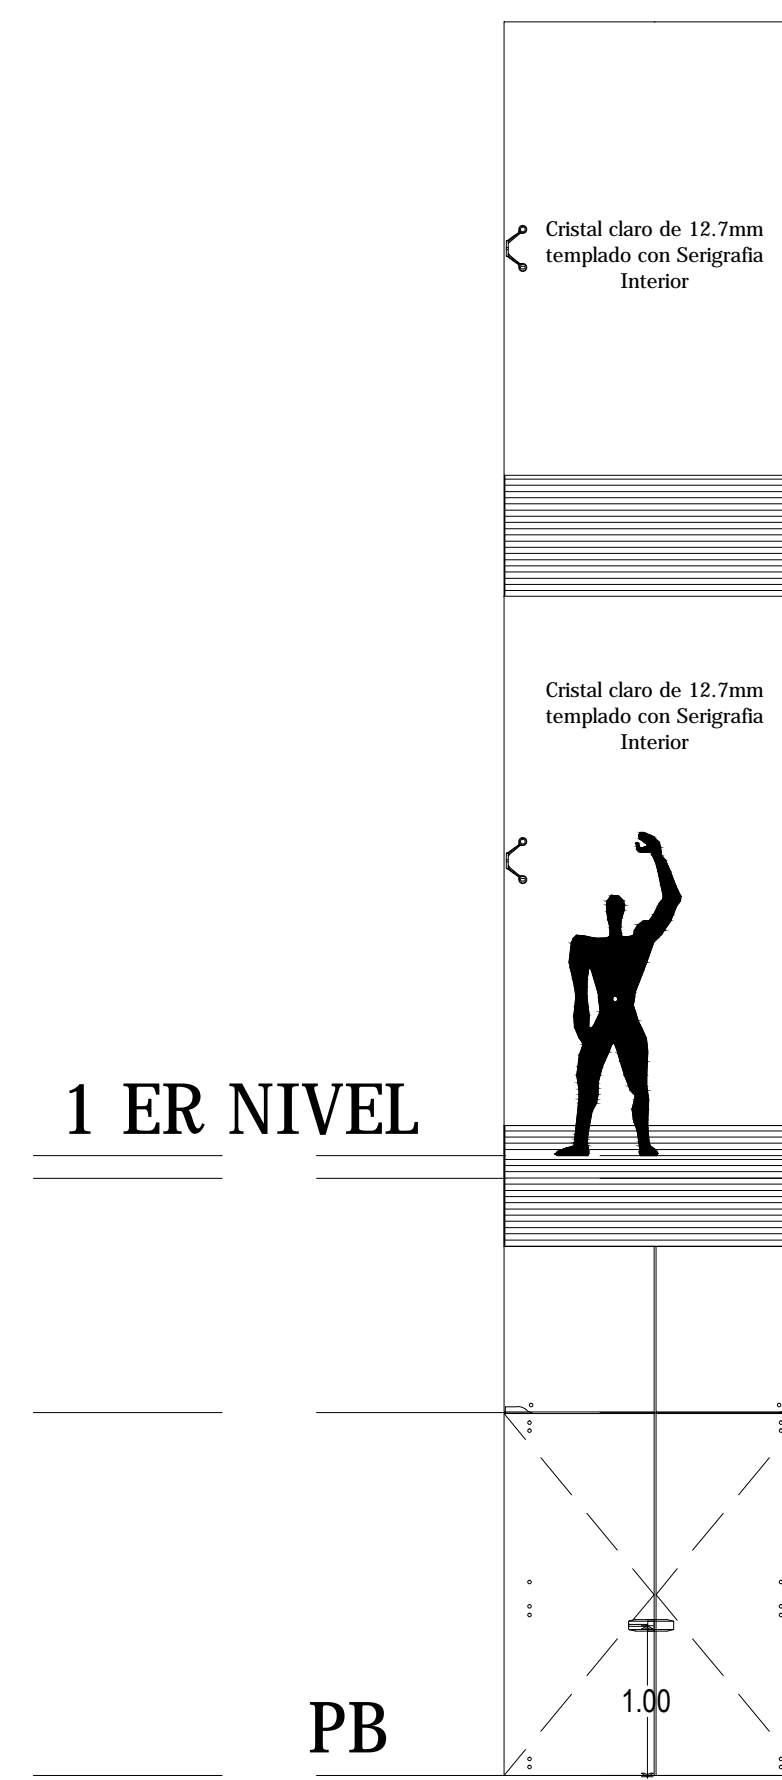 Cristal claro de 12.7mm
templado con Serigrafia
Interior
Cristal claro de 12.7mm
templado con Serigrafia
Interior
1 ER NIVEL
1.00
PB